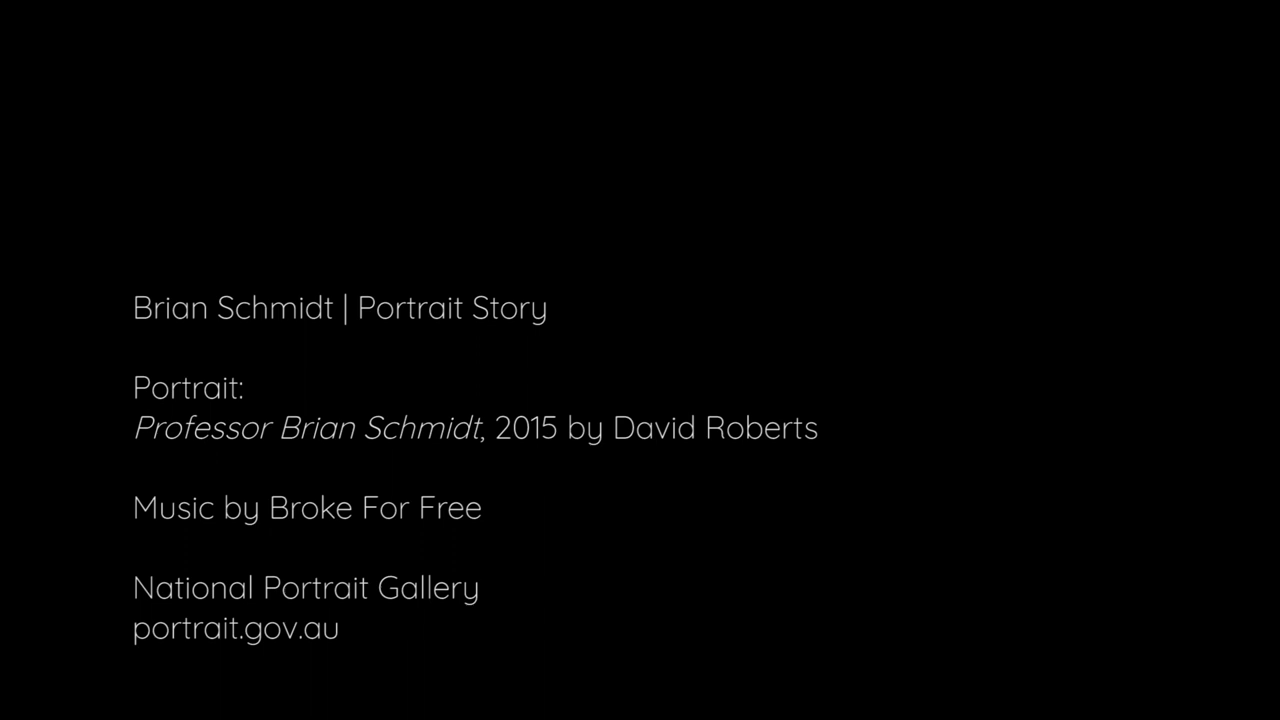 Brian Schmidt | Portrait Story
Portrait:
Professor Brian Schmidt, 2015 by David Roberts
Music by Broke For Free
National Portrait Gallery
portrait.gov.au